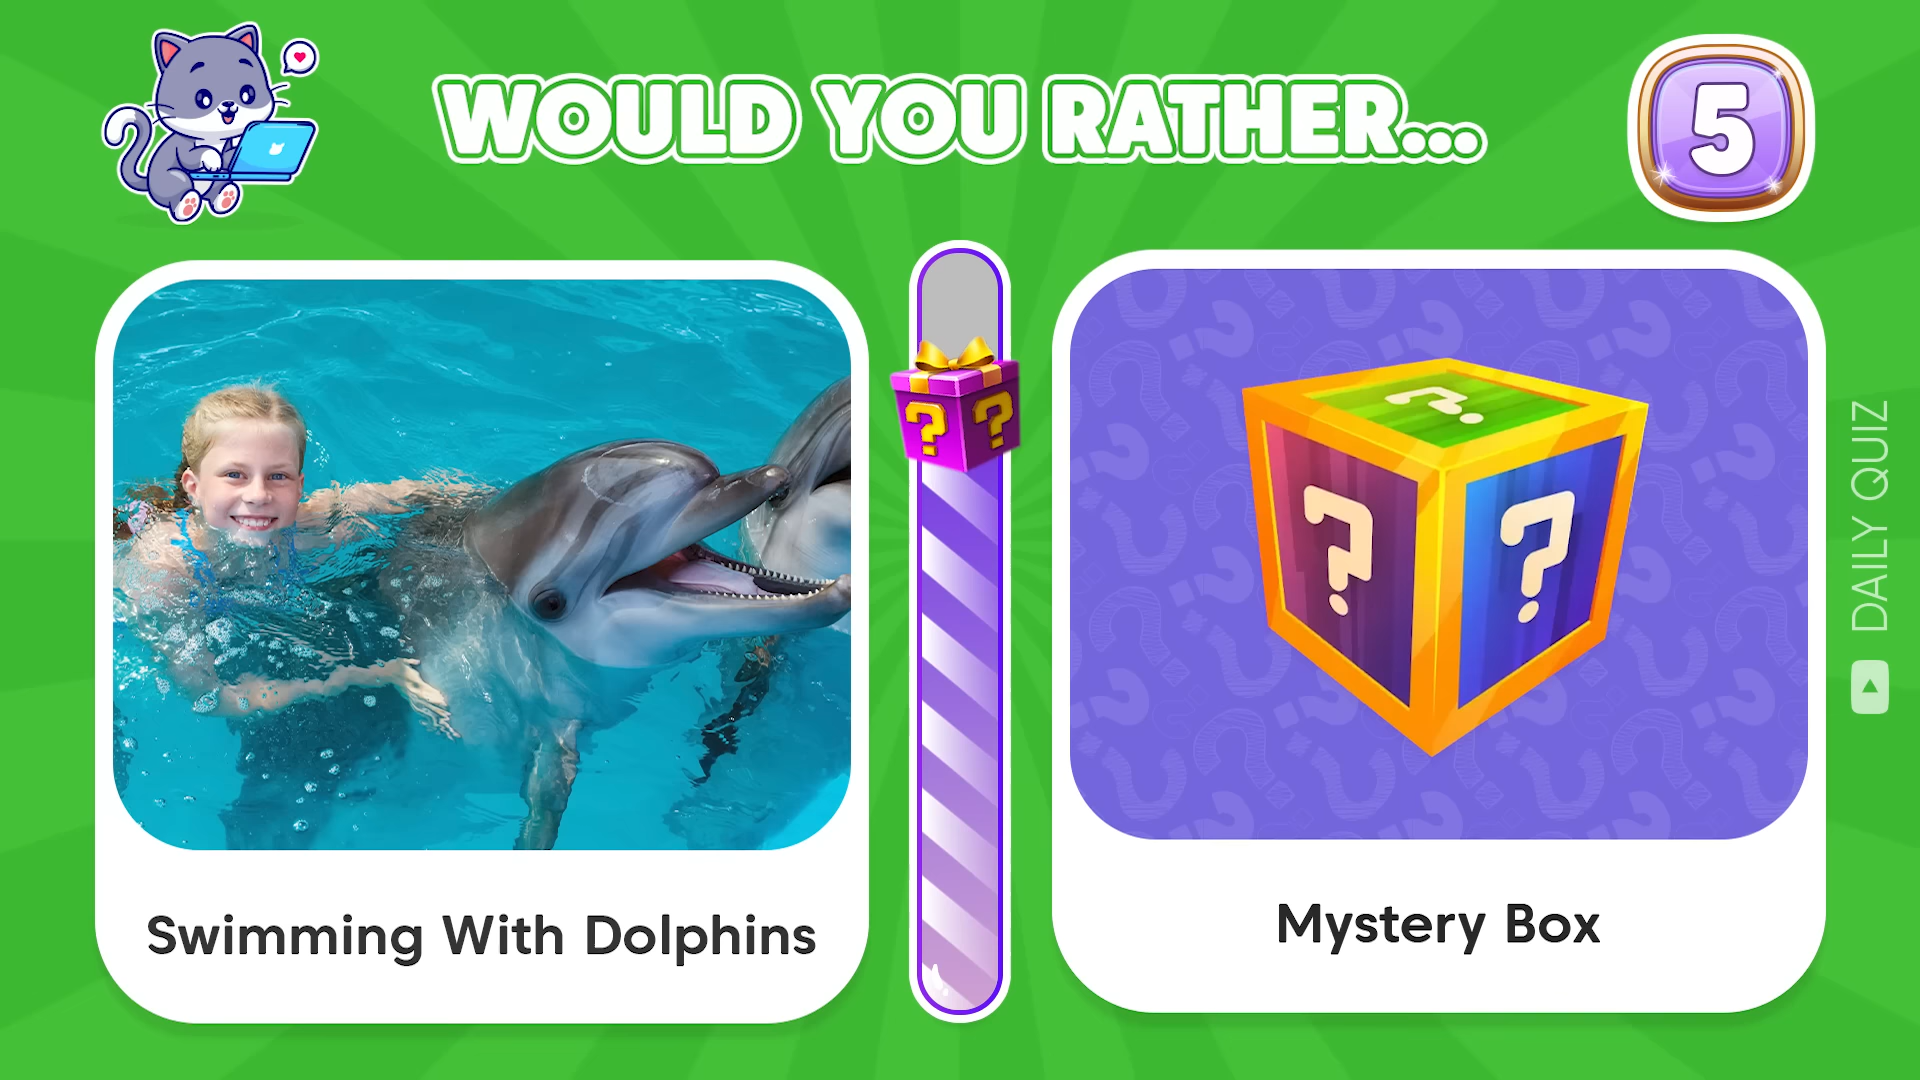 WOULD YOU RATHER...
5
? ?
? ? ?
Swimming With Dolphins
Mystery Box
DAILY QUIZ